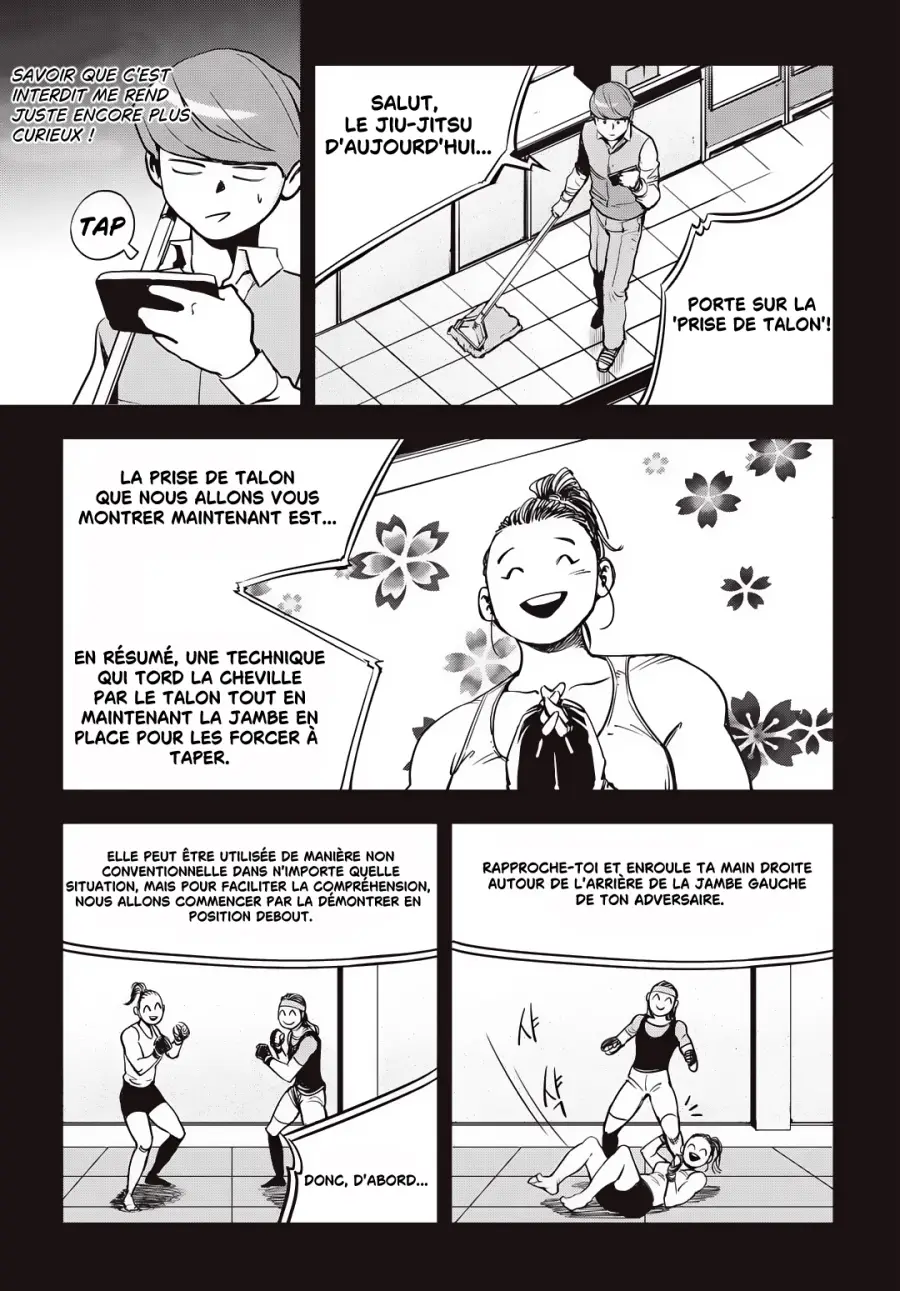 SAVOIR QUE C'EST
INTERDIT ME REND
JUSTE ENCORE PLUS
CURIEUX !
TAP
SALUT,
LE JIU-JITSU
D'AUJOURD'HUI...
PORTE SUR LA
'PRISE DE TALON'!
LA PRISE DE TALON
QUE NOUS ALLONS VOUS
MONTRER MAINTENANT EST...
EN RÉSUMÉ, UNE TECHNIQUE
QUI TORD LA CHEVILLE
PAR LE TALON TOUT EN
MAINTENANT LA JAMBE EN
PLACE POUR LES FORCER À
TAPER.
ELLE PEUT ÊTRE UTILISÉE DE MANIÈRE NON
CONVENTIONNELLE DANS N'IMPORTE QUELLE
SITUATION, MAIS POUR FACILITER LA COMPRÉHENSION,
NOUS ALLONS COMMENCER PAR LA DÉMONTRER EN
POSITION DEBOUT.
DONC, D'ABORD...
RAPPROCHE-TOI ET ENROULE TA MAIN DROITE
AUTOUR DE L'ARRIÈRE DE LA JAMBE GAUCHE
DE TON ADVERSAIRE.
샤
샥